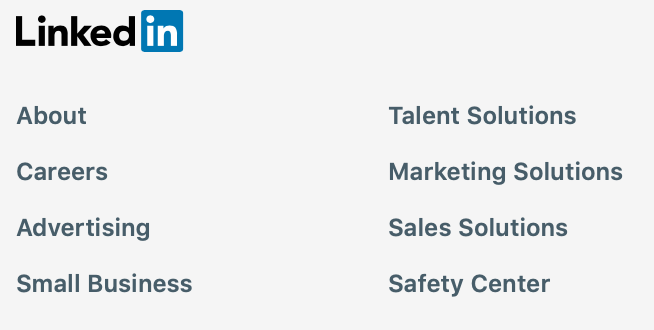 LinkedIn
About
Talent Solutions
Careers
Marketing Solutions
Advertising
Sales Solutions
Small Business
Safety Center